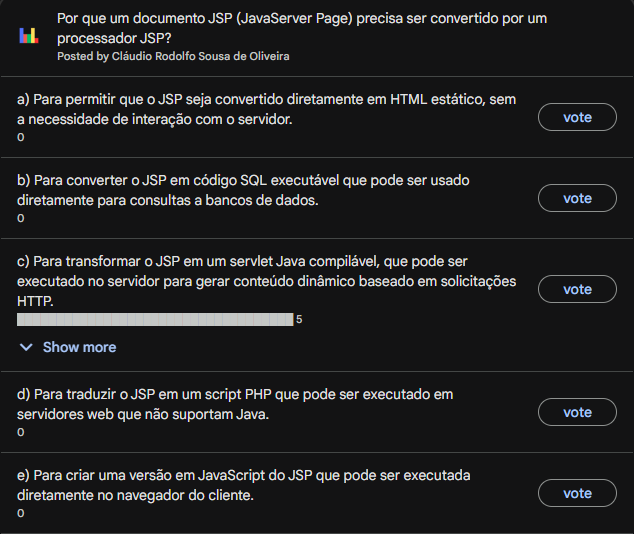 Por que um documento JSP (JavaServer Page) precisa ser convertido por um
processador JSP?
Posted by Cláudio Rodolfo Sousa de Oliveira
a) Para permitir que o JSP seja convertido diretamente em HTML estático, sem
a necessidade de interação com o servidor.
vote
0
b) Para converter o JSP em código SQL executável que pode ser usado
diretamente para consultas a bancos de dados.
vote
0
c) Para transformar o JSP em um servlet Java compilável, que pode ser
executado no servidor para gerar conteúdo dinâmico baseado em solicitações
HTTP.
vote
5
Show more
d) Para traduzir o JSP em um script PHP que pode ser executado em
servidores web que não suportam Java.
vote
0
e) Para criar uma versão em JavaScript do JSP que pode ser executada
diretamente no navegador do cliente.
vote
0